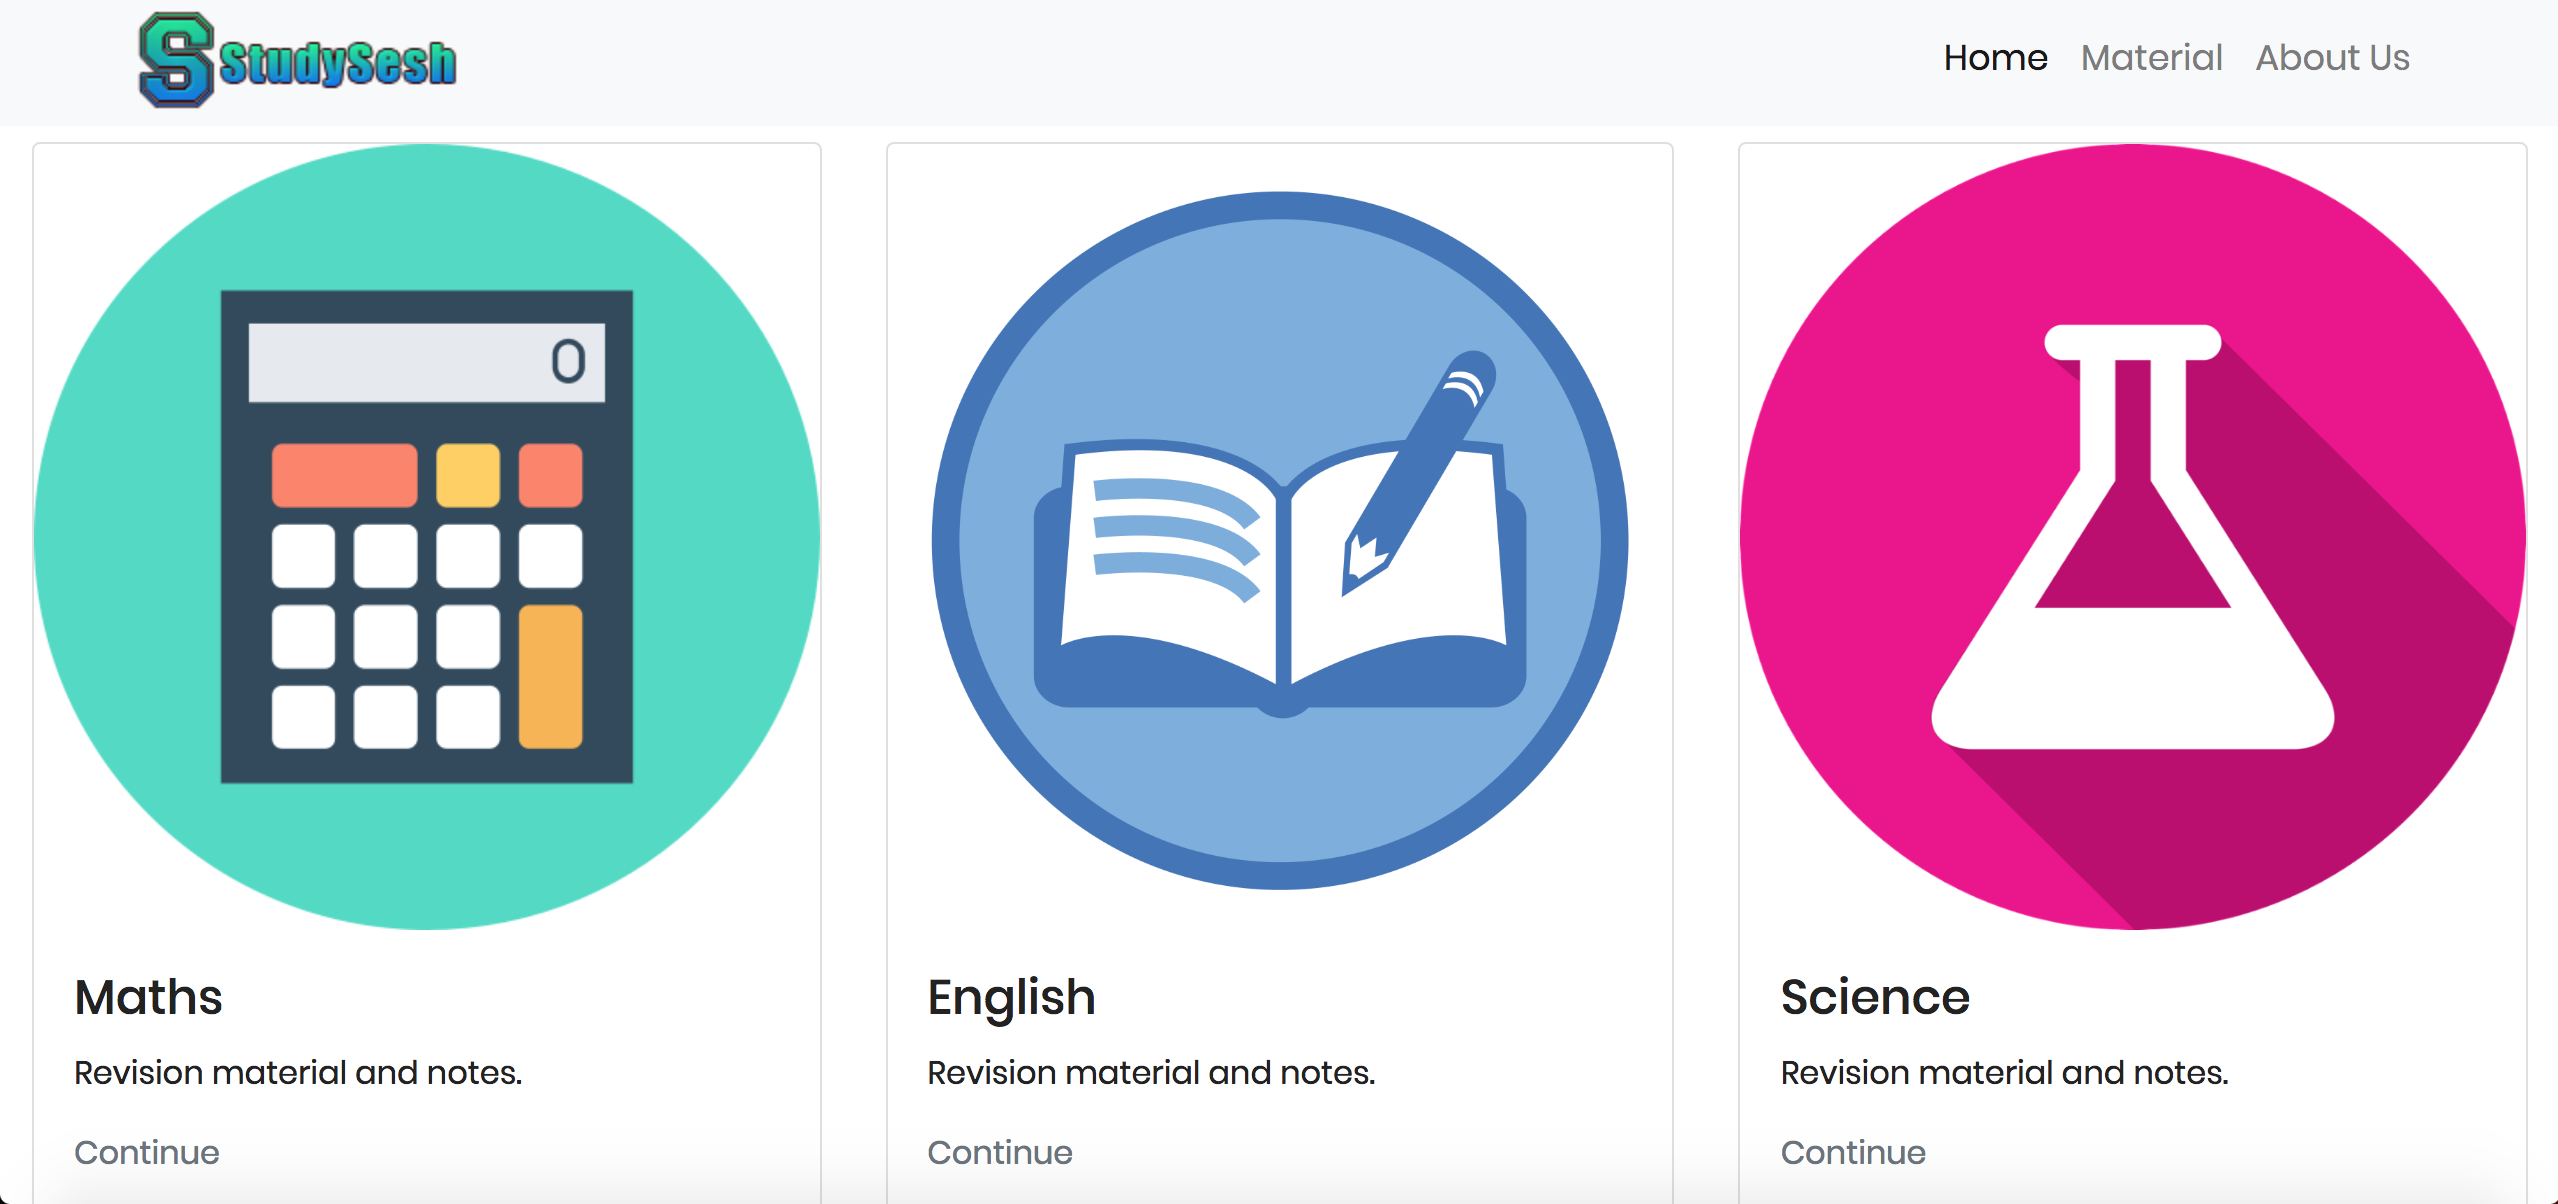 S StudySesh
Home Material About Us
0
Maths
Revision material and notes.
Continue
English
Revision material and notes.
Continue
Science
Revision material and notes.
Continue